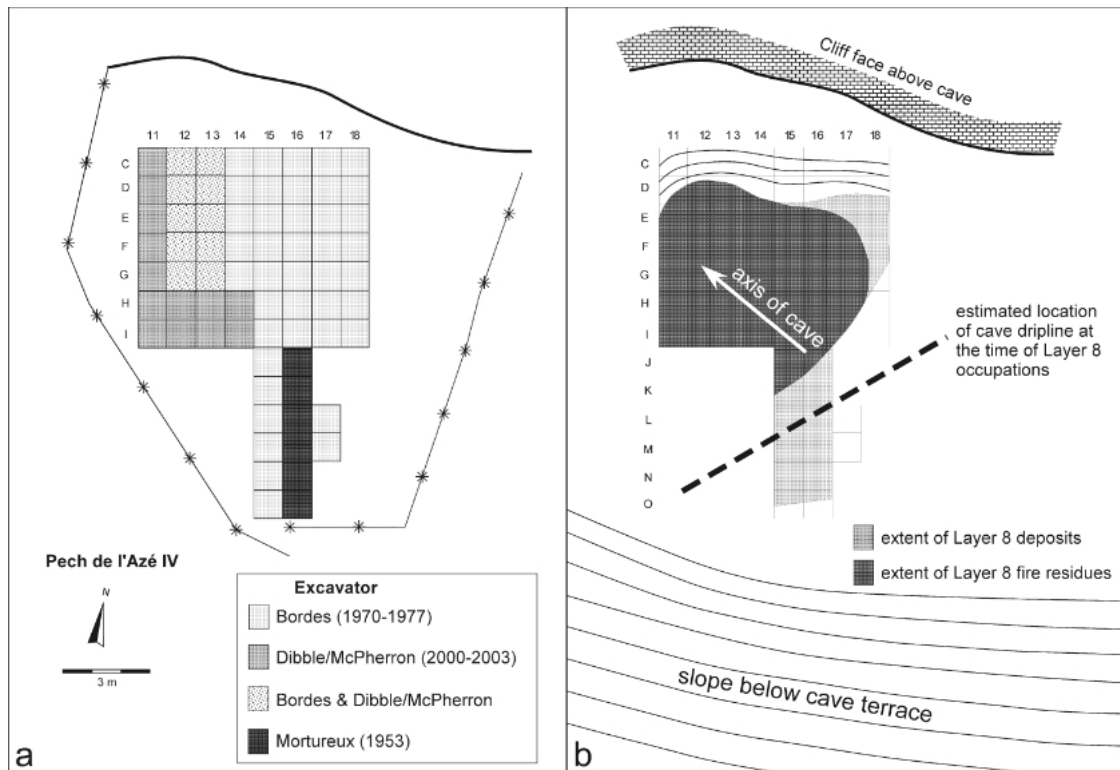 11 12 13 14 15 16 17 18
C
D
E
F
G
H
I
Pech de l'Azé IV
N
3 m
Excavator
Bordes (1970-1977)
Dibble/McPherron (2000-2003)
Bordes & Dibble/McPherron
Mortureux (1953)
a
Cliff face above cave
11 12 13 14 15 16 17 18
C
D
E
F
G
H
I
J
K
L
M
N
O
axis of cave
estimated location
of cave dripline at
the time of Layer 8
occupations
extent of Layer 8 deposits
extent of Layer 8 fire residues
slope below cave terrace
b